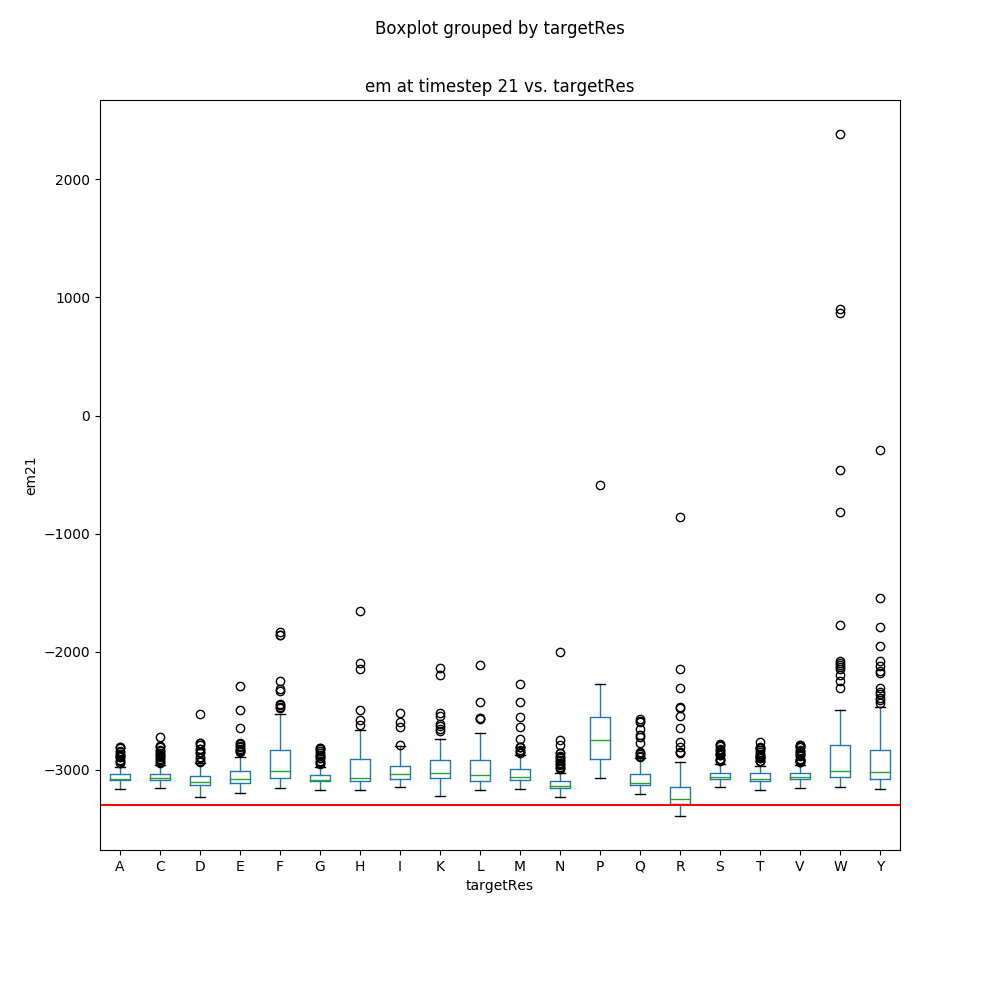 Boxplot grouped by targetRes
em at timestep 21 vs. targetRes
2000
1000
0
−1000
−2000
−3000
em21
A C D E F G H I K L M N P Q R S T V W Y
targetRes